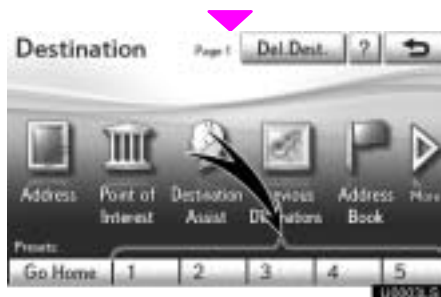 Destination Page 1 Del.Dest. ?
Address Point of Interest Destination Assist Previous Destinations Address Book More
Presets
Go Home 1 2 3 4 5